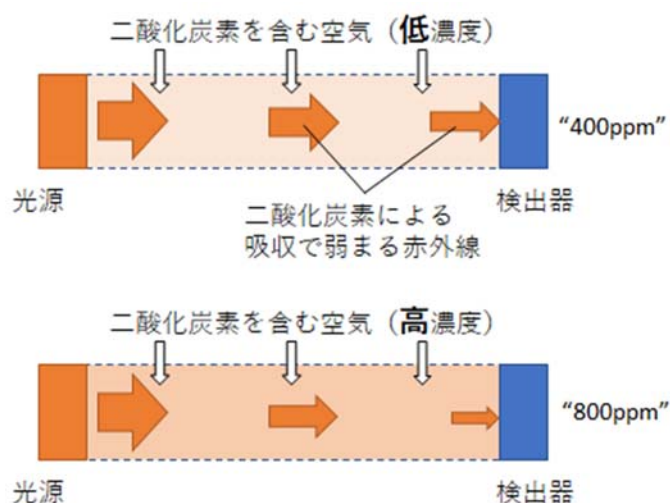 二酸化炭素を含む空気（低濃度）
“400ppm”
光源
検出器
二酸化炭素による
吸収で弱まる赤外線
二酸化炭素を含む空気（高濃度）
“800ppm”
光源
検出器